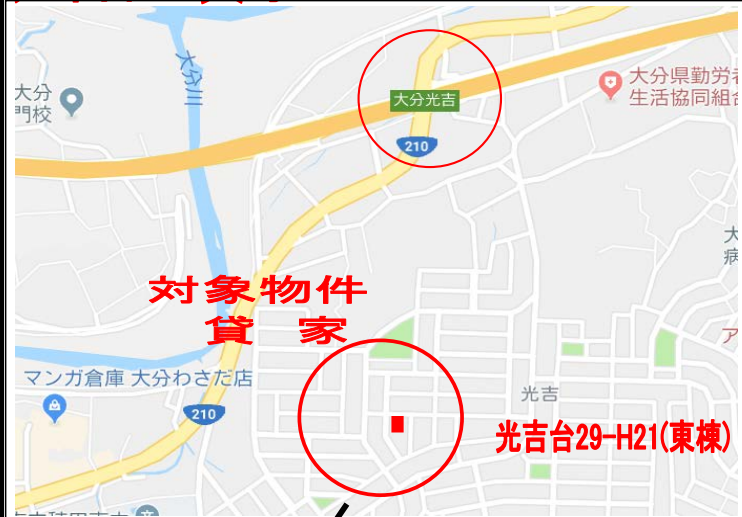 大分川
大分
門校
大分光吉
大分県勤労者
生活協同組合
210
対象物件
貸 家
マンガ倉庫 大分わさだ店
210
光吉
光吉台29-H21(東棟)